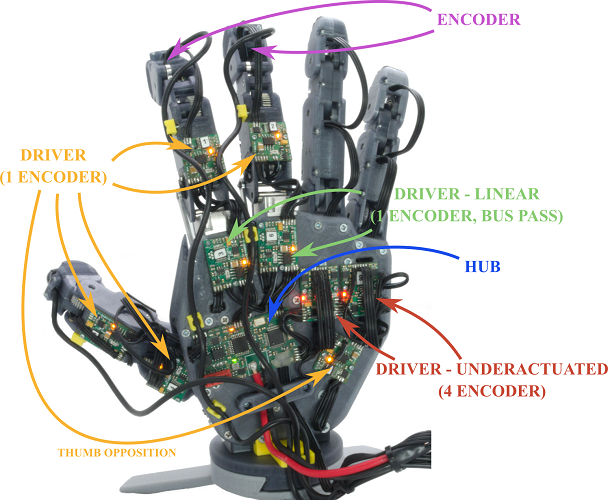 ENCODER
DRIVER
(1 ENCODER)
DRIVER - LINEAR
(1 ENCODER, BUS PASS)
HUB
DRIVER - UNDERACTUATED
(4 ENCODER)
THUMB OPPOSITION